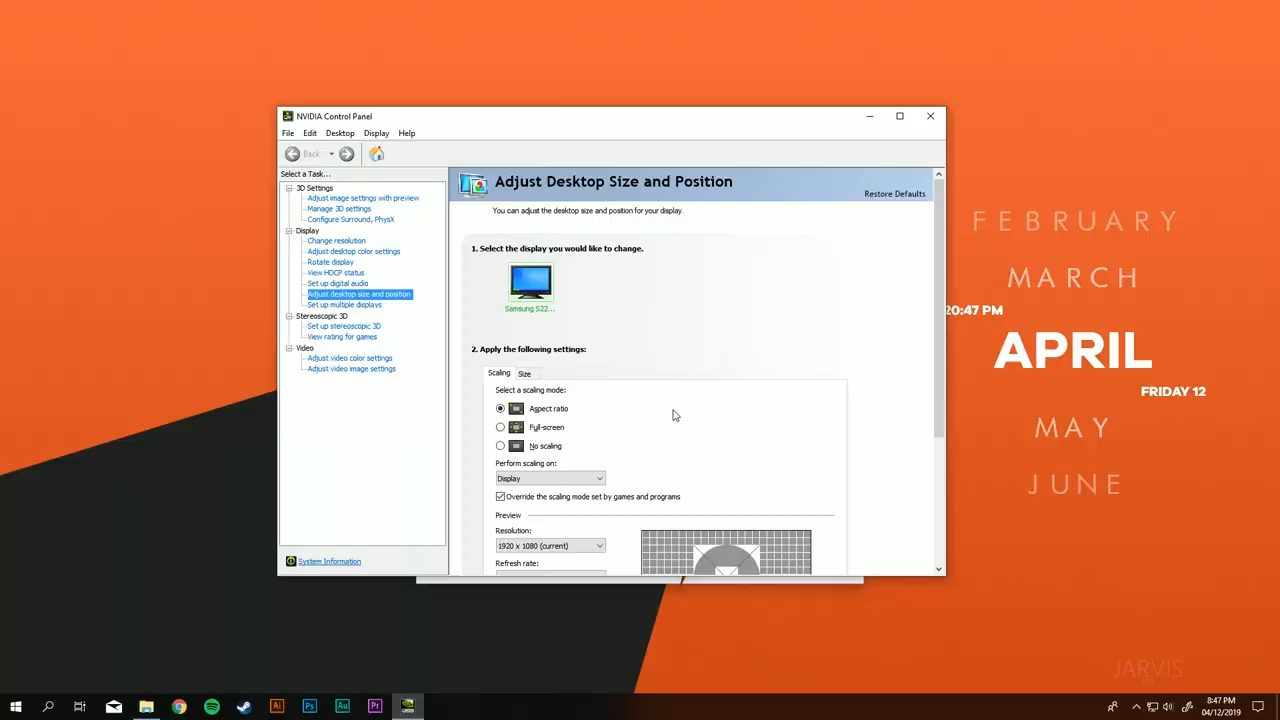 NVIDIA Control Panel
File Edit Desktop Display Help
Back
Select a Task...
3D Settings
Adjust image settings with preview
Manage 3D settings
Configure Surround, PhysX
Display
Change resolution
Adjust desktop color settings
Rotate display
View HDCP status
Set up digital audio
Adjust desktop size and position
Set up multiple displays
Stereoscopic 3D
Set up stereoscopic 3D
View rating for games
Video
Adjust video color settings
Adjust video image settings
System Information
Adjust Desktop Size and Position
Restore Defaults
You can adjust the desktop size and position for your display.
1. Select the display you would like to change.
Samsung S22...
2. Apply the following settings:
Scaling Size
Select a scaling mode:
Aspect ratio
Full-screen
No scaling
Perform scaling on:
Display
Override the scaling mode set by games and programs
Preview
Resolution:
1920 x 1080 (current)
Refresh rate:
FEBRUARY
MARCH
20:47 PM
APRIL
FRIDAY 12
MAY
JUNE
JARVIS
Ai Ps Au Pr
8:47 PM
04/12/2019